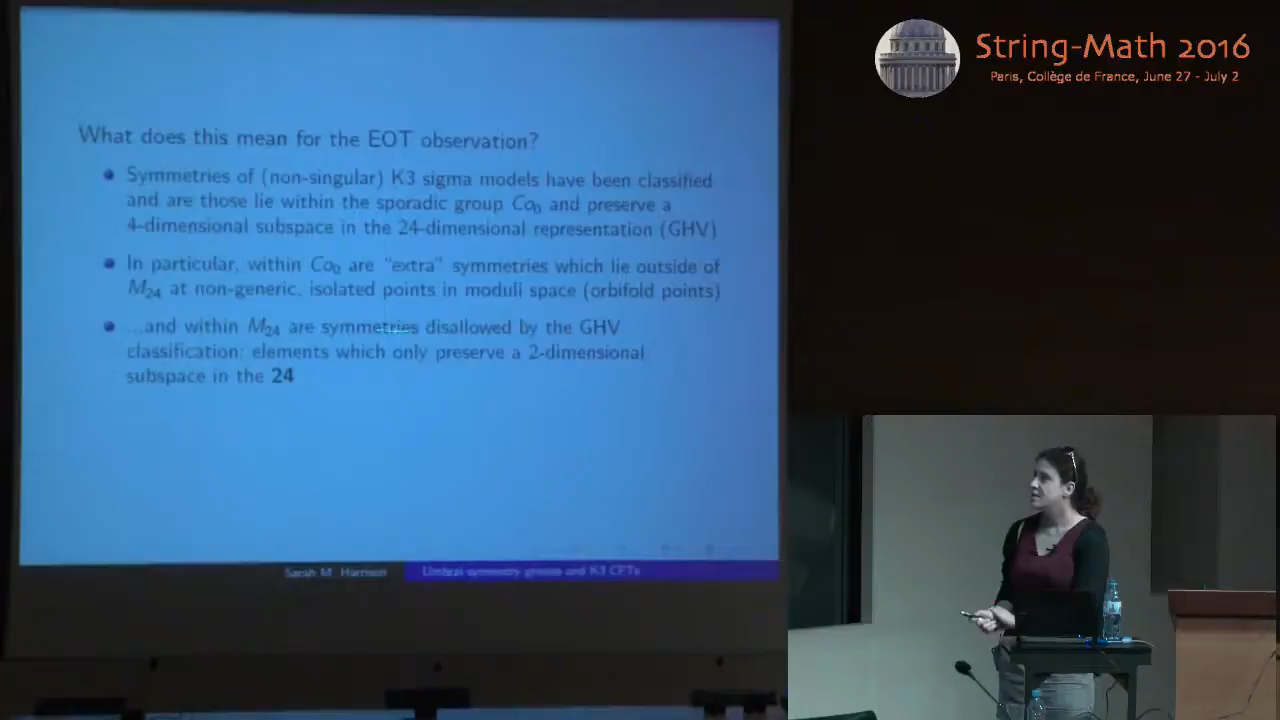 String-Math 2016
Paris, Collège de France, June 27 - July 2
What does this mean for the EOT observation?
Symmetries of (non-singular) K3 sigma models have been classified
and are those lie within the sporadic group Co₀ and preserve a
4-dimensional subspace in the 24-dimensional representation (GHV)
In particular, within Co₀ are "extra" symmetries which lie outside of
M₂₄ at non-generic, isolated points in moduli space (orbifold points)
...and within M₂₄ are symmetries disallowed by the GHV
classification: elements which only preserve a 2-dimensional
subspace in the 24
Sarah M. Harrison
Umbral symmetry groups and K3 CFTs